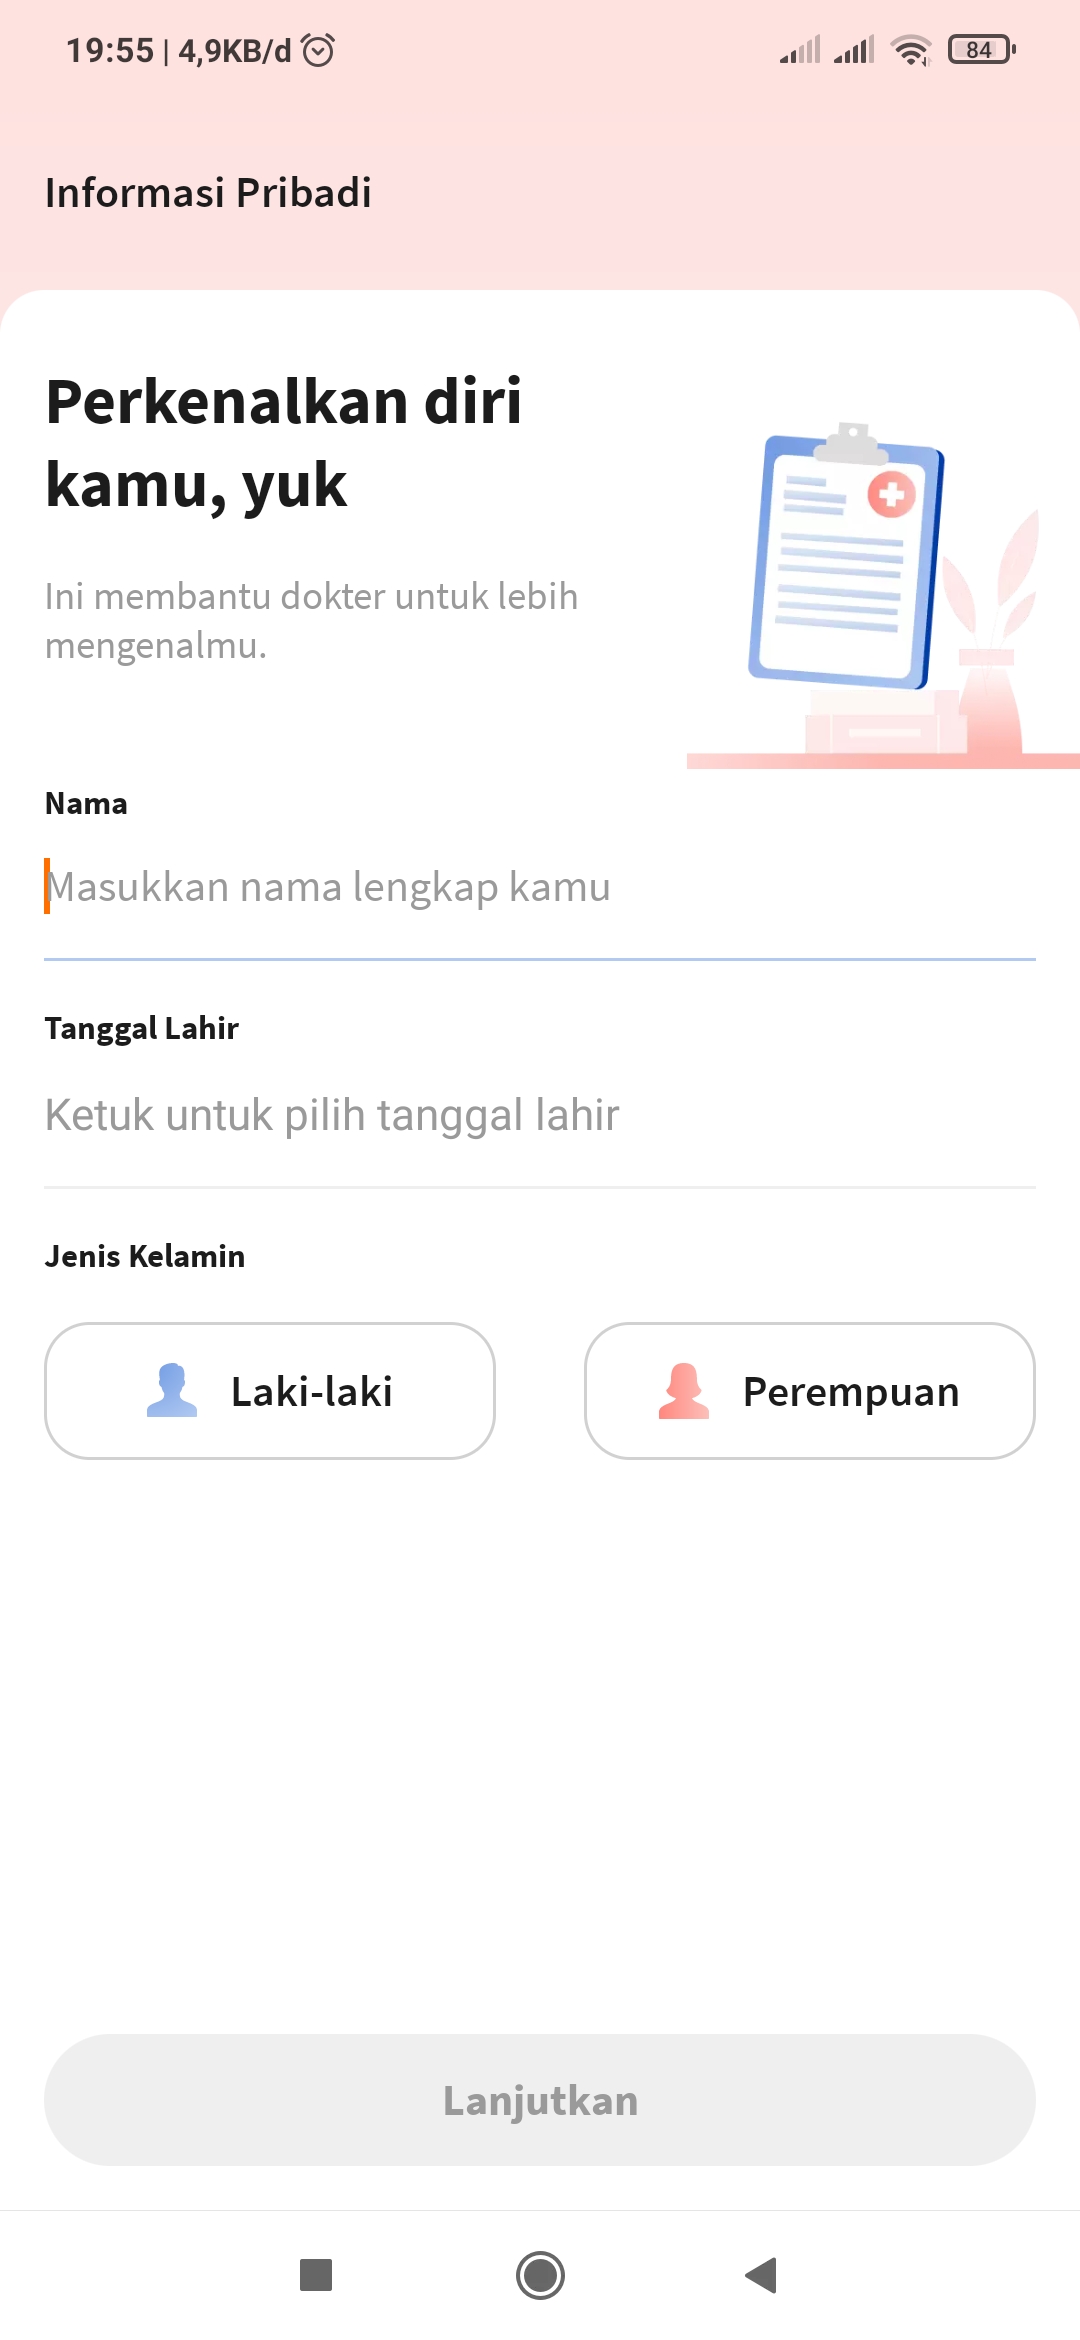 19:55 | 4,9KB/d
84
Informasi Pribadi
Perkenalkan diri
kamu, yuk
Ini membantu dokter untuk lebih
mengenalmu.
Nama
Masukkan nama lengkap kamu
Tanggal Lahir
Ketuk untuk pilih tanggal lahir
Jenis Kelamin
Laki-laki
Perempuan
Lanjutkan